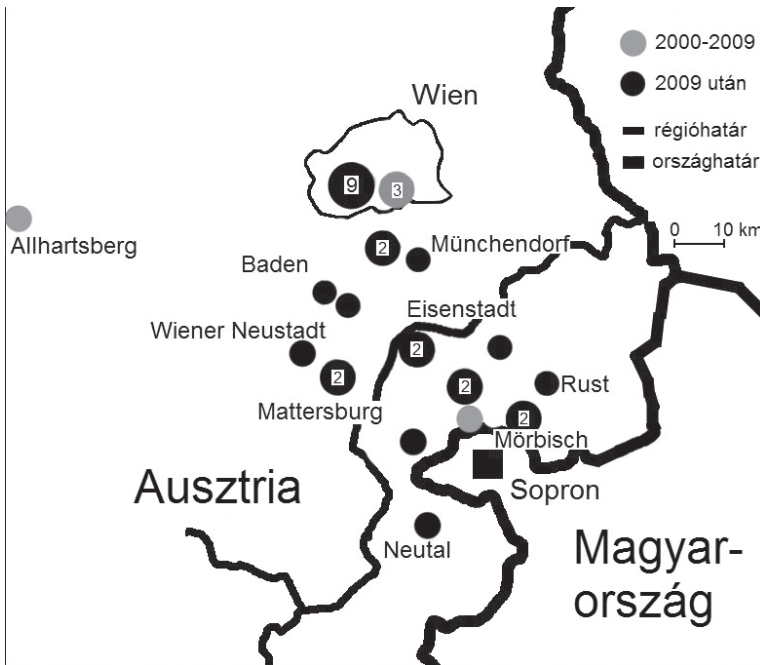 2000-2009
2009 után
régióhatár
országhatár
0 10 km
Wien
9
3
Allhartsberg
2
Münchendorf
Baden
Eisenstadt
Wiener Neustadt
2
2
2
Rust
Mattersburg
2
Mörbisch
Ausztria
Sopron
Neutal
Magyar-
ország